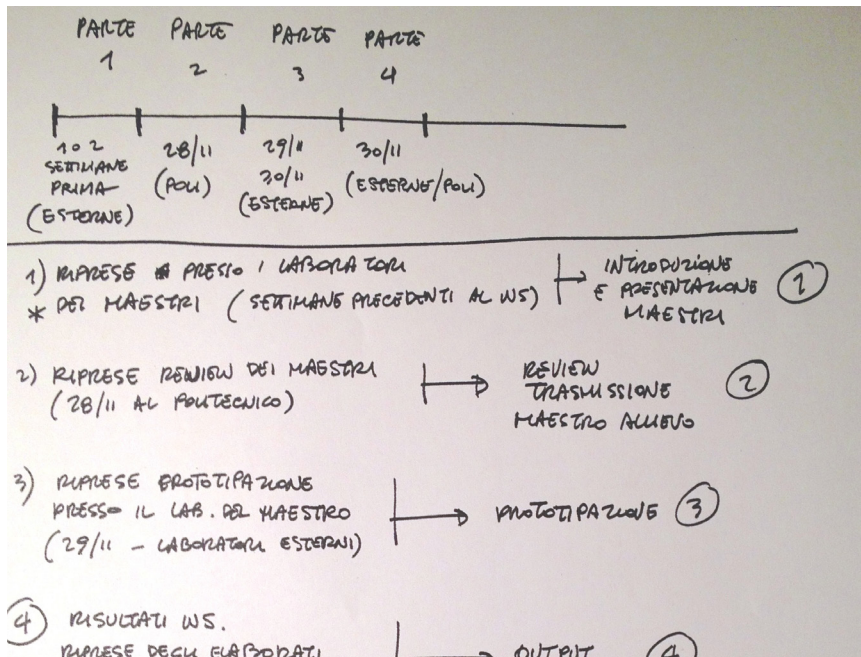 PARTE PARTE PARTE PARTE
1 2 3 4
1 o 2 SETTIMANE PRIMA (ESTERNE)
28/11 (POLI)
29/11 30/11 (ESTERNE)
30/11 (ESTERNE/POLI)
1) RIPRESE PRESSO I LABORATORI
* DEI MAESTRI (SETTIMANE PRECEDENTI AL WS)
INTRODUZIONE
E PRESENTAZIONE
MAESTRI
1
2) RIPRESE REWIEW DEI MAESTRI
(28/11 AL POLITECNICO)
REVIEW
TRASMISSIONE
MAESTRO ALLIEVO
2
3) RIPRESE PROTOTIPAZIONE
PRESSO IL LAB. DEL MAESTRO
(29/11 - LABORATORI ESTERNI)
PROTOTIPAZIONE 3
4 RISULTATI WS.
RIPRESE DEGLI ELABORATI
OUTPUT 4